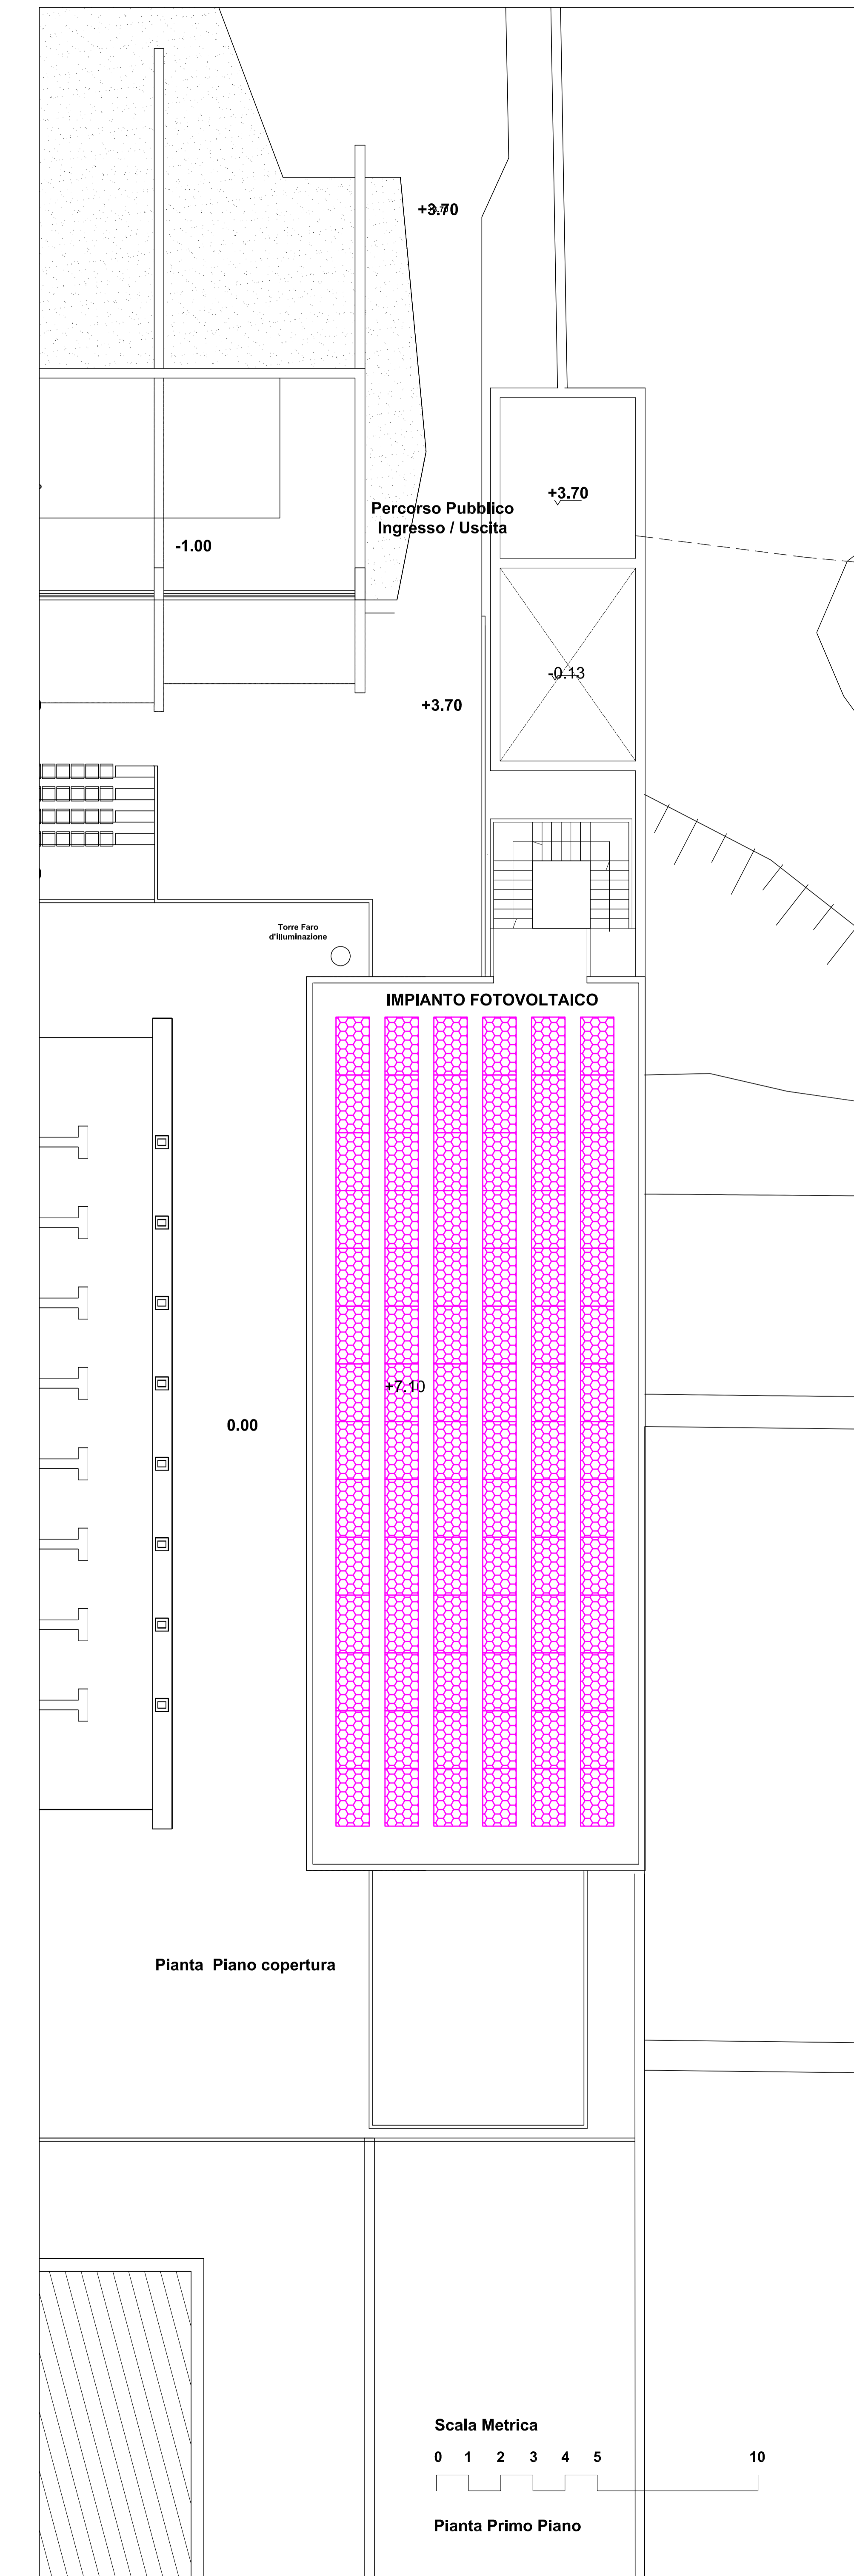 +3.70
Percorso Pubblico
Ingresso / Uscita
+3.70
-1.00
-0.13
+3.70
Torre Faro
d'illuminazione
IMPIANTO FOTOVOLTAICO
+7.10
0.00
Pianta Piano copertura
Scala Metrica
0 1 2 3 4 5 10
Pianta Primo Piano